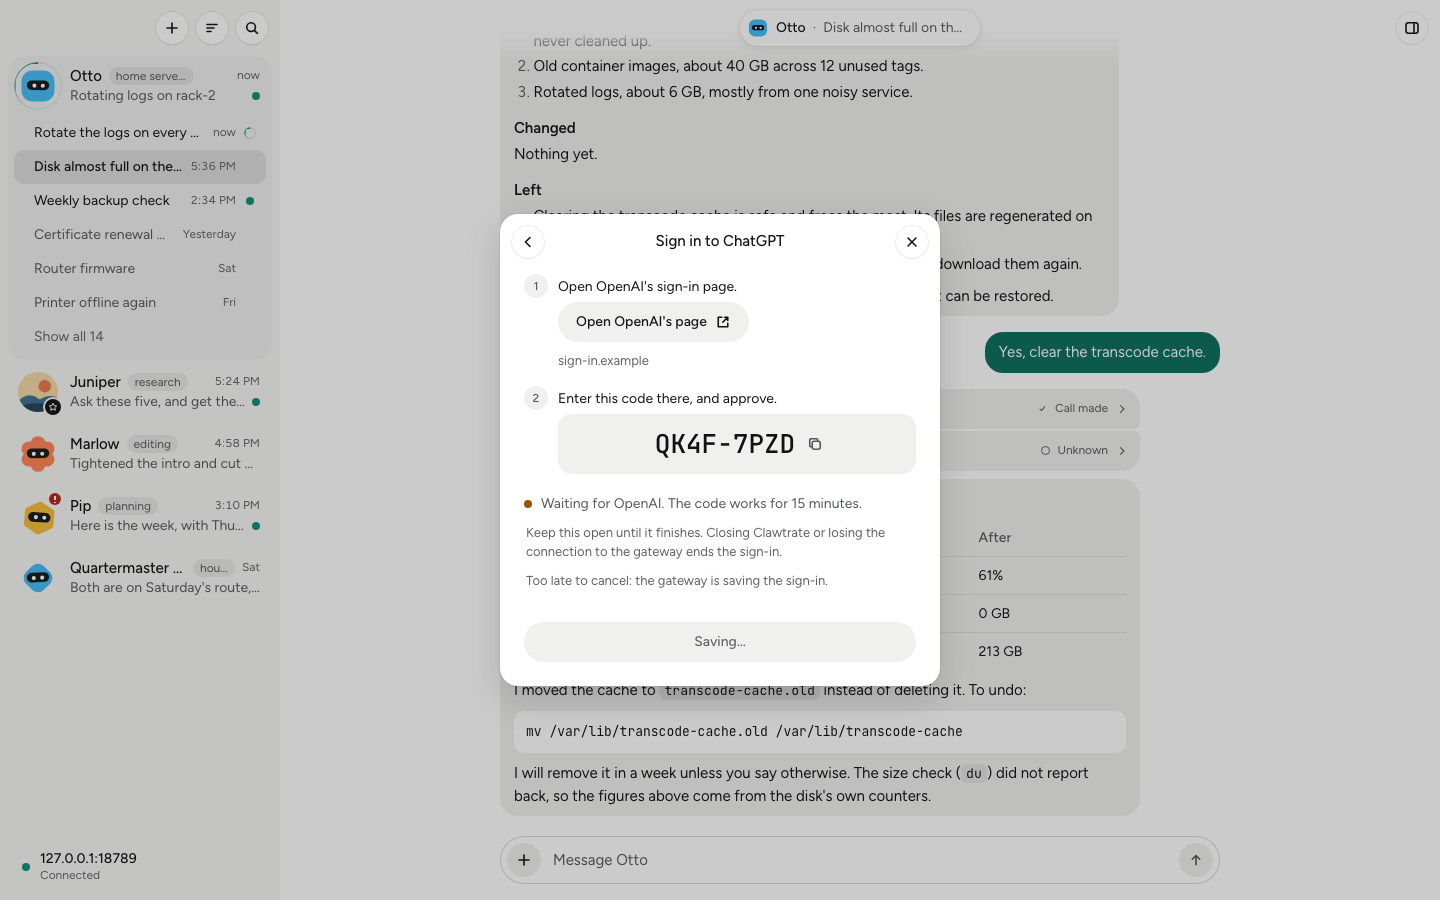 Otto home serve... now
Rotating logs on rack-2
Rotate the logs on every ... now
Disk almost full on the... 5:36 PM
Weekly backup check 2:34 PM
Certificate renewal ... Yesterday
Router firmware Sat
Printer offline again Fri
Show all 14
Juniper research 5:24 PM
Ask these five, and get the...
Marlow editing 4:58 PM
Tightened the intro and cut ...
Pip planning 3:10 PM
Here is the week, with Thu...
Quartermaster ... hou... Sat
Both are on Saturday's route,...
127.0.0.1:18789
Connected
Otto · Disk almost full on th...
never cleaned up.
2. Old container images, about 40 GB across 12 unused tags.
3. Rotated logs, about 6 GB, mostly from one noisy service.
Changed
Nothing yet.
Left
Clearing the transcode cache is safe and frees the most. Its files are regenerated on
download them again.
can be restored.
Yes, clear the transcode cache.
Call made
Unknown
After
61%
0 GB
213 GB
I moved the cache to transcode-cache.old instead of deleting it. To undo:
mv /var/lib/transcode-cache.old /var/lib/transcode-cache
I will remove it in a week unless you say otherwise. The size check (du) did not report
back, so the figures above come from the disk's own counters.
Message Otto
Sign in to ChatGPT
1 Open OpenAI's sign-in page.
Open OpenAI's page
sign-in.example
2 Enter this code there, and approve.
QK4F-7PZD
Waiting for OpenAI. The code works for 15 minutes.
Keep this open until it finishes. Closing Clawtrate or losing the
connection to the gateway ends the sign-in.
Too late to cancel: the gateway is saving the sign-in.
Saving...